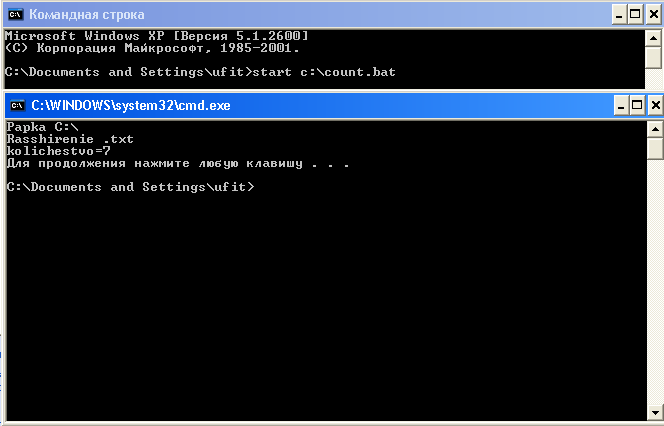 Командная строка
Microsoft Windows XP [Версия 5.1.2600]
(C) Корпорация Майкрософт, 1985-2001.
C:\Documents and Settings\ufit>start c:\count.bat
C:\WINDOWS\system32\cmd.exe
Papka C:\
Rasshirenie .txt
kolichestvo=7
Для продолжения нажмите любую клавишу . . .
C:\Documents and Settings\ufit>